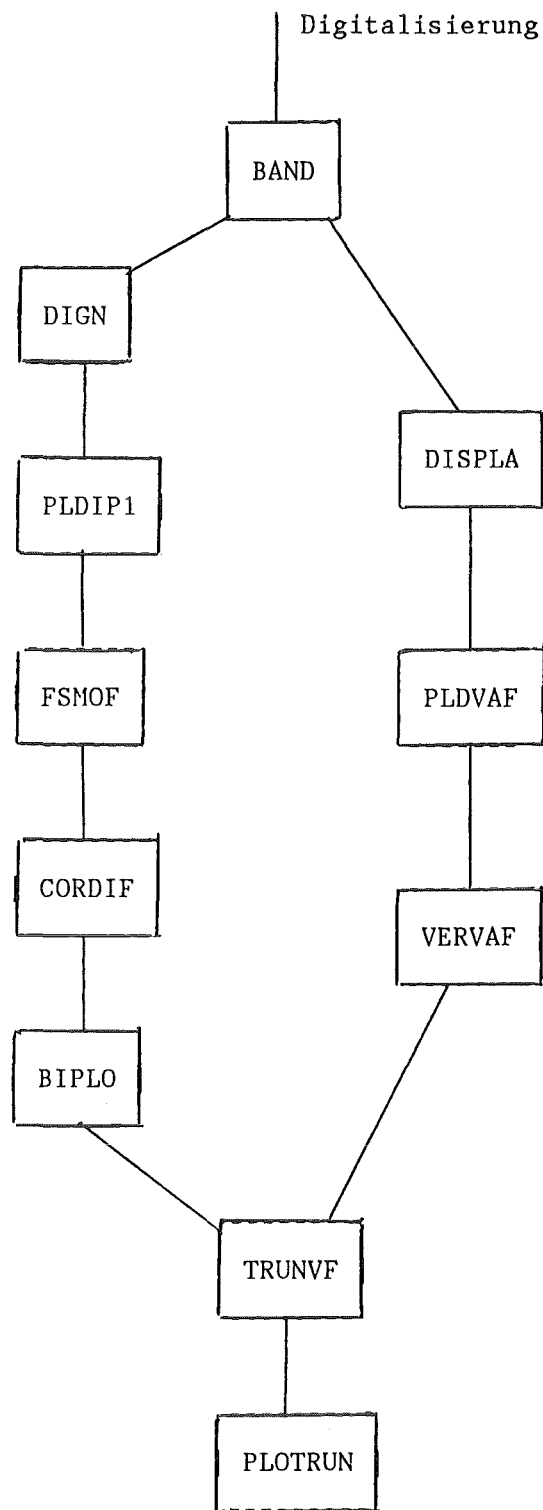 Digitalisierung
BAND
DIGN
DISPLA
PLDIP1
FSMOF
PLDVAF
CORDIF
VERVAF
BIPLO
TRUNVF
PLOTRUN